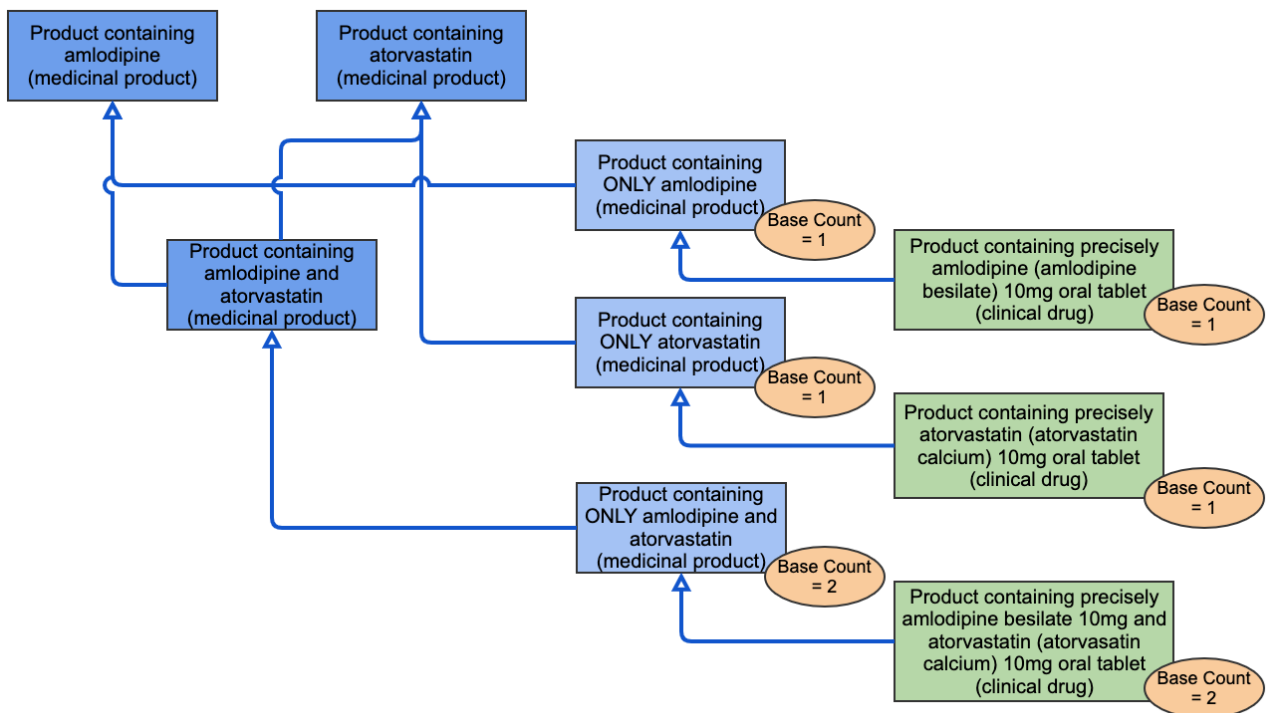 Product containing
amlodipine
(medicinal product)
Product containing
atorvastatin
(medicinal product)
Product containing
ONLY amlodipine
(medicinal product)
Base Count
= 1
Product containing precisely
amlodipine (amlodipine
besilate) 10mg oral tablet
(clinical drug)
Base Count
= 1
Product containing
amlodipine and
atorvastatin
(medicinal product)
Product containing
ONLY atorvastatin
(medicinal product)
Base Count
= 1
Product containing precisely
atorvastatin (atorvastatin
calcium) 10mg oral tablet
(clinical drug)
Base Count
= 1
Product containing
ONLY amlodipine and
atorvastatin
(medicinal product)
Base Count
= 2
Product containing precisely
amlodipine besilate 10mg and
atorvastatin (atorvasatin
calcium) 10mg oral tablet
(clinical drug)
Base Count
= 2